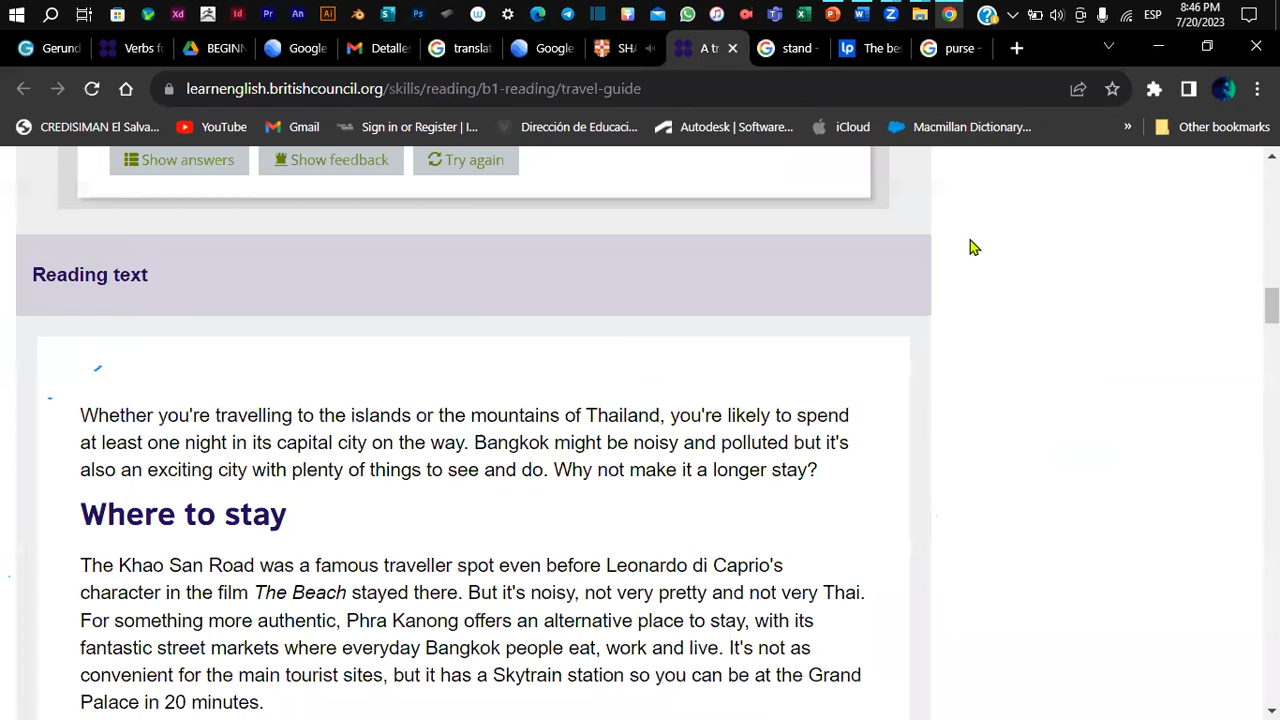 8:46 PM
ESP
7/20/2023
Gerund
Verbs fo
BEGINN
Google
Detalle
translat
Google
SHA
A tr
stand -
The be
purse -
learnenglish.britishcouncil.org/skills/reading/b1-reading/travel-guide
CREDISIMAN El Salva...
YouTube
Gmail
Sign in or Register | I...
Dirección de Educaci...
Autodesk | Software...
iCloud
Macmillan Dictionary...
»
Other bookmarks
Show answers
Show feedback
Try again
Reading text
Whether you're travelling to the islands or the mountains of Thailand, you're likely to spend
at least one night in its capital city on the way. Bangkok might be noisy and polluted but it's
also an exciting city with plenty of things to see and do. Why not make it a longer stay?
Where to stay
The Khao San Road was a famous traveller spot even before Leonardo di Caprio's
character in the film The Beach stayed there. But it's noisy, not very pretty and not very Thai.
For something more authentic, Phra Kanong offers an alternative place to stay, with its
fantastic street markets where everyday Bangkok people eat, work and live. It's not as
convenient for the main tourist sites, but it has a Skytrain station so you can be at the Grand
Palace in 20 minutes.